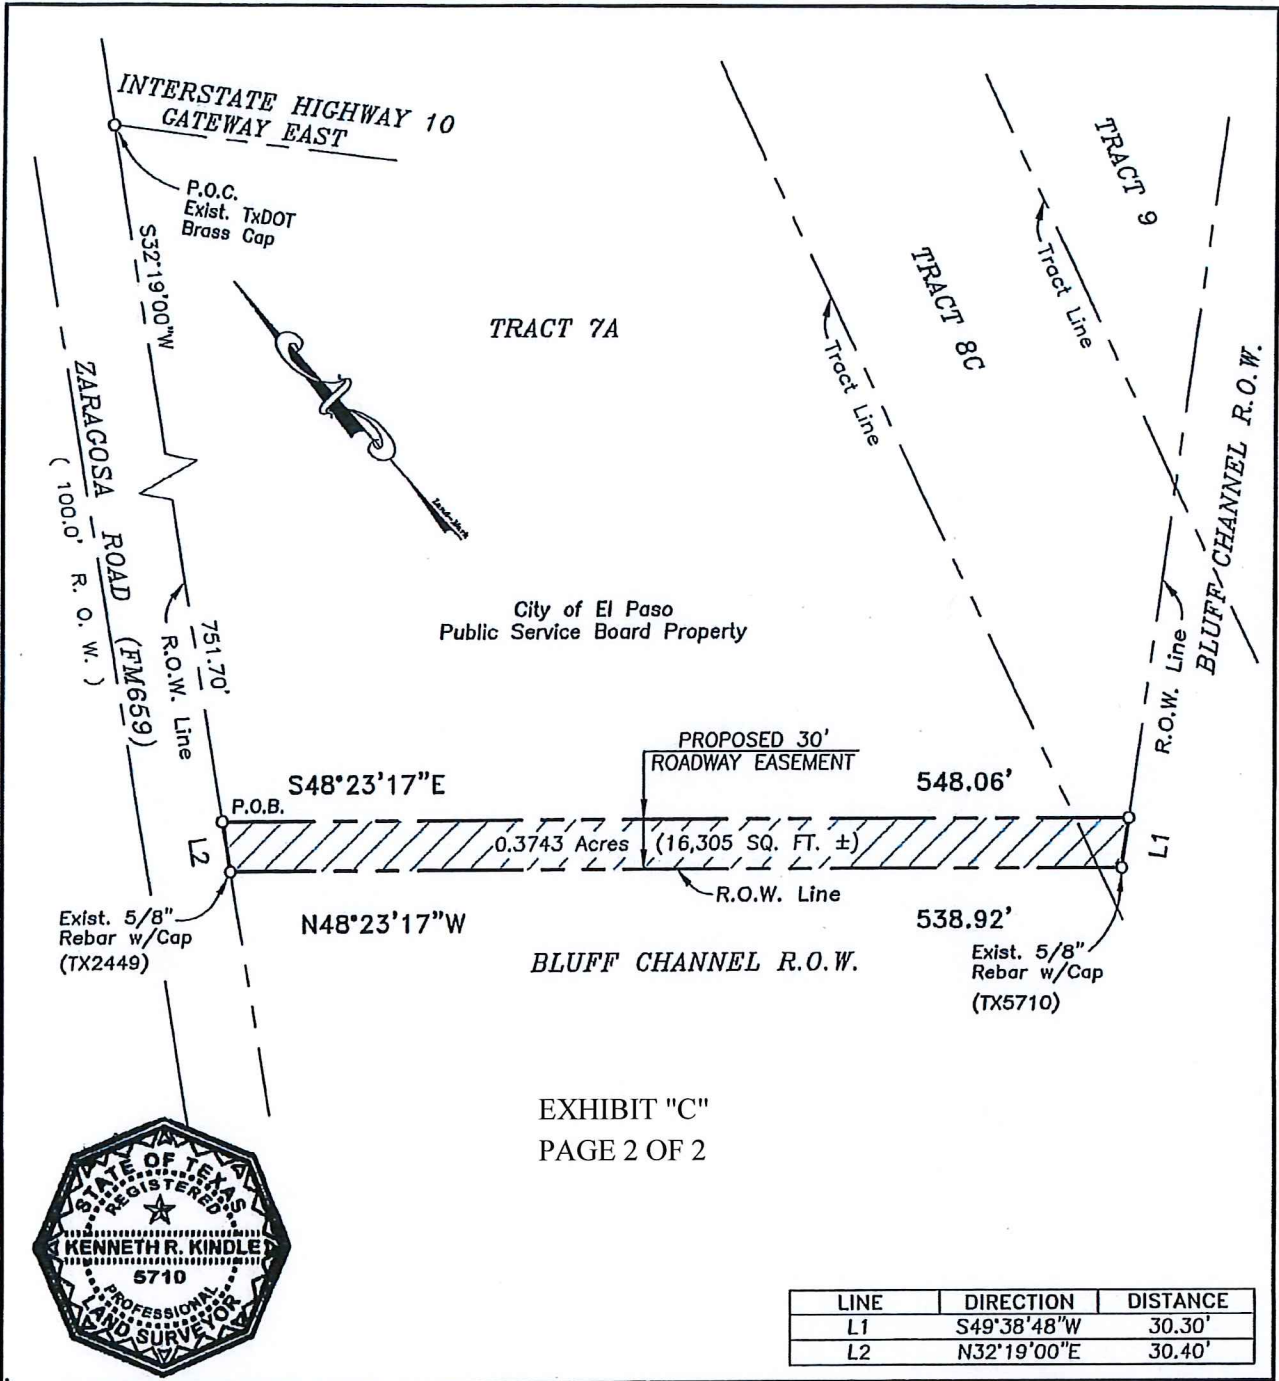 INTERSTATE HIGHWAY 10
GATEWAY EAST
P.O.C.
Exist. TxDOT
Brass Cap
S32°19'00"W
ZARAGOSA ROAD (FM659)
( 100.0' R. O. W. )
751.70'
R.O.W. Line
TRACT 7A
Land-Mark
TRACT 8C
Tract Line
TRACT 9
Tract Line
BLUFF CHANNEL R.O.W.
R.O.W. Line
City of El Paso
Public Service Board Property
PROPOSED 30'
ROADWAY EASEMENT
S48°23'17"E
548.06'
P.O.B.
L2
0.3743 Acres (16,305 SQ. FT. ±)
L1
R.O.W. Line
N48°23'17"W
538.92'
Exist. 5/8"
Rebar w/Cap
(TX2449)
BLUFF CHANNEL R.O.W.
Exist. 5/8"
Rebar w/Cap
(TX5710)
EXHIBIT "C"
PAGE 2 OF 2
STATE OF TEXAS
REGISTERED
KENNETH R. KINDLE
5710
PROFESSIONAL
LAND SURVEYOR
LINE DIRECTION DISTANCE
L1 S49°38'48"W 30.30'
L2 N32°19'00"E 30.40'